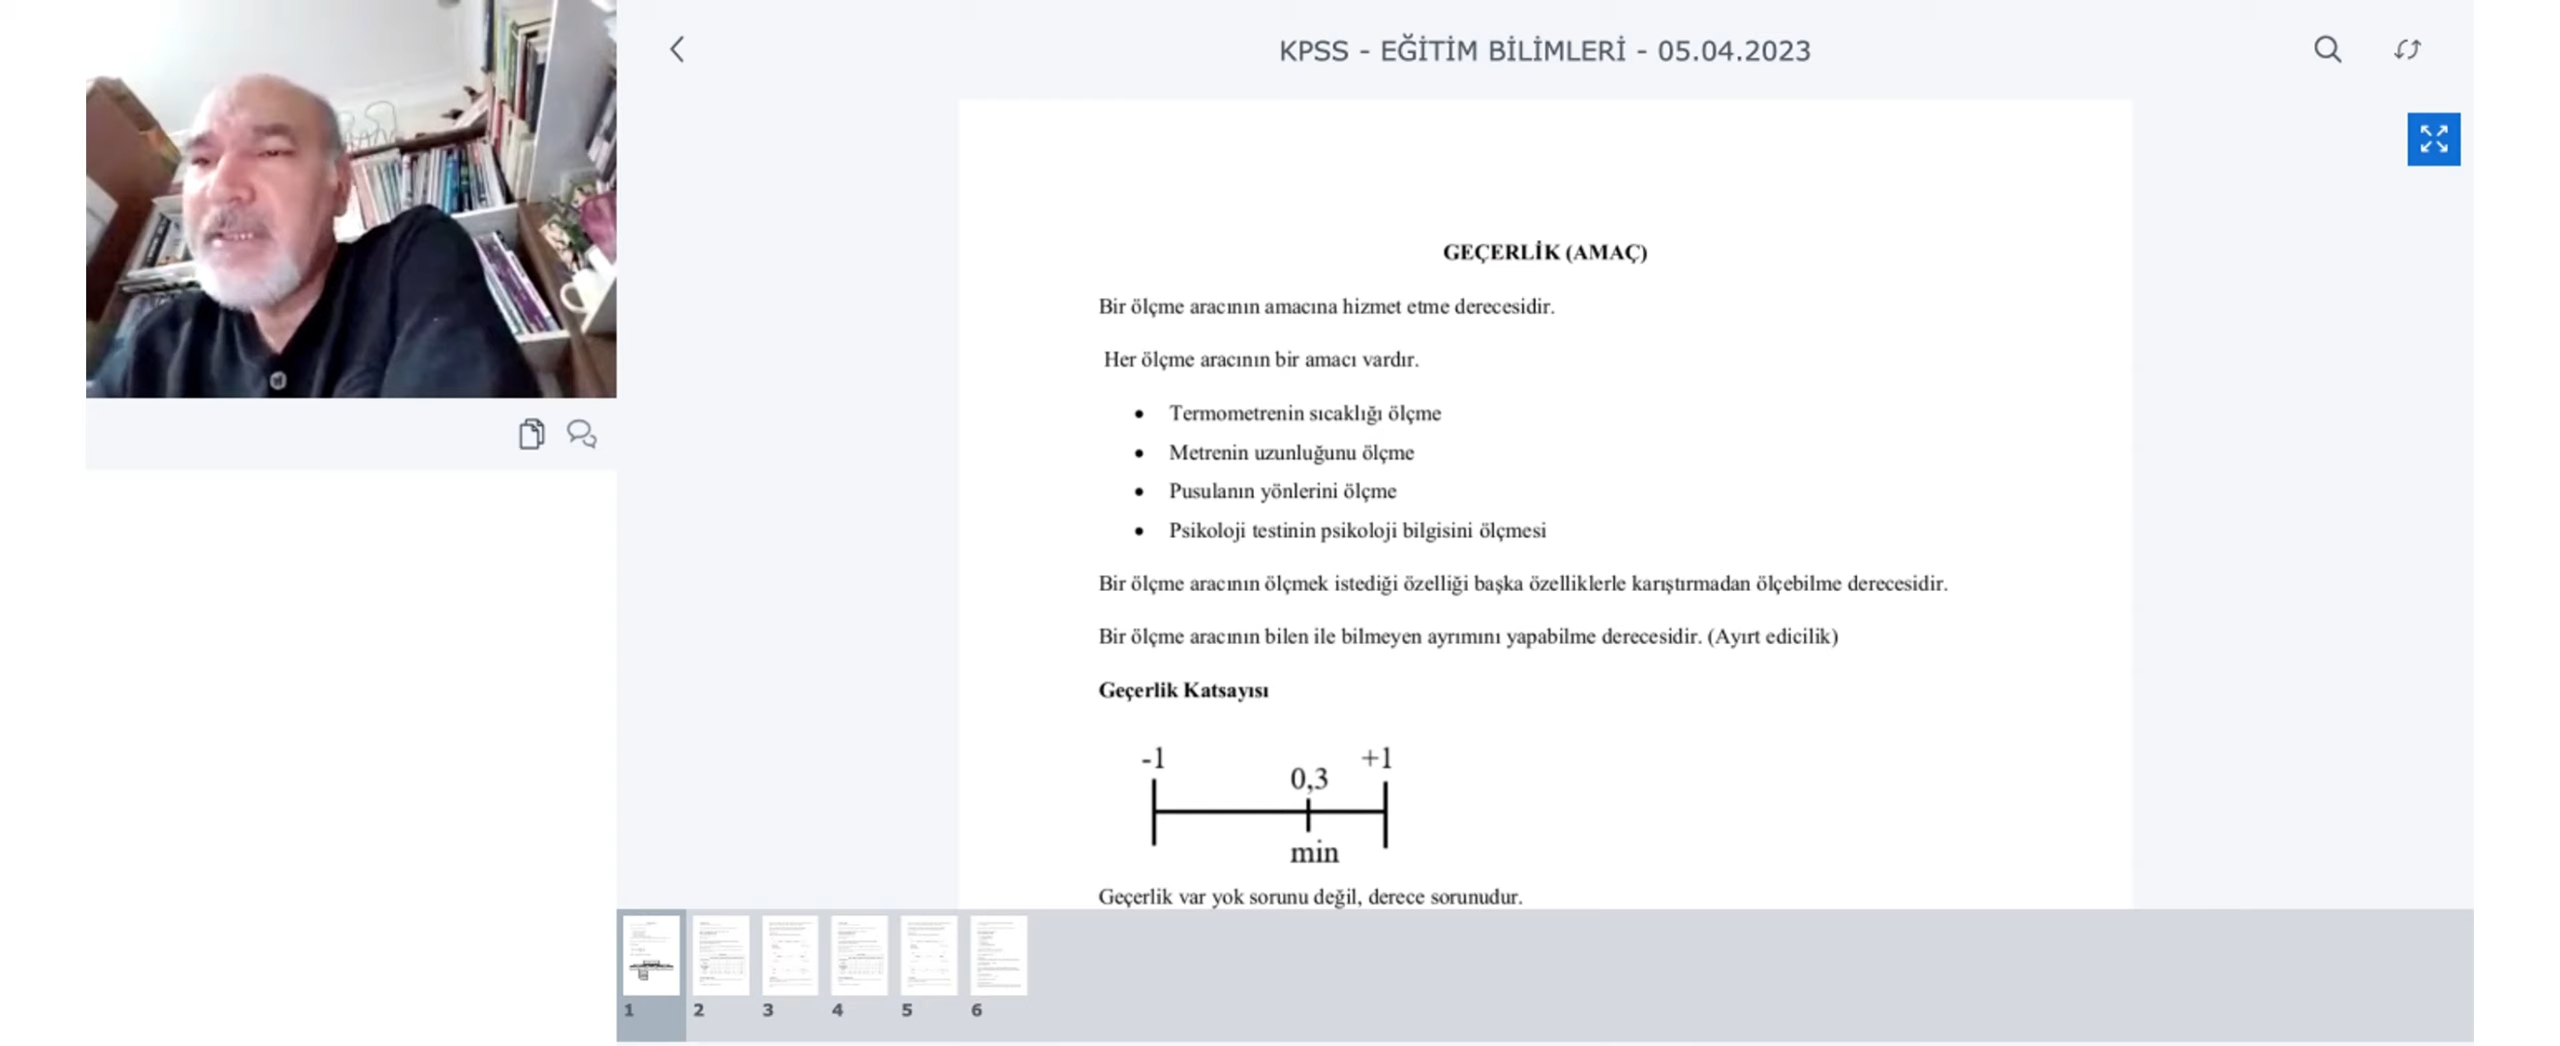 KPSS - EĞİTİM BİLİMLERİ - 05.04.2023
GEÇERLİK (AMAÇ)
Bir ölçme aracının amacına hizmet etme derecesidir.
Her ölçme aracının bir amacı vardır.
• Termometrenin sıcaklığı ölçme
• Metrenin uzunluğunu ölçme
• Pusulanın yönlerini ölçme
• Psikoloji testinin psikoloji bilgisini ölçmesi
Bir ölçme aracının ölçmek istediği özelliği başka özelliklerle karıştırmadan ölçebilme derecesidir.
Bir ölçme aracının bilen ile bilmeyen ayrımını yapabilme derecesidir. (Ayırt edicilik)
Geçerlik Katsayısı
-1 0,3 +1
min
Geçerlik var yok sorunu değil, derece sorunudur.
1 2 3 4 5 6